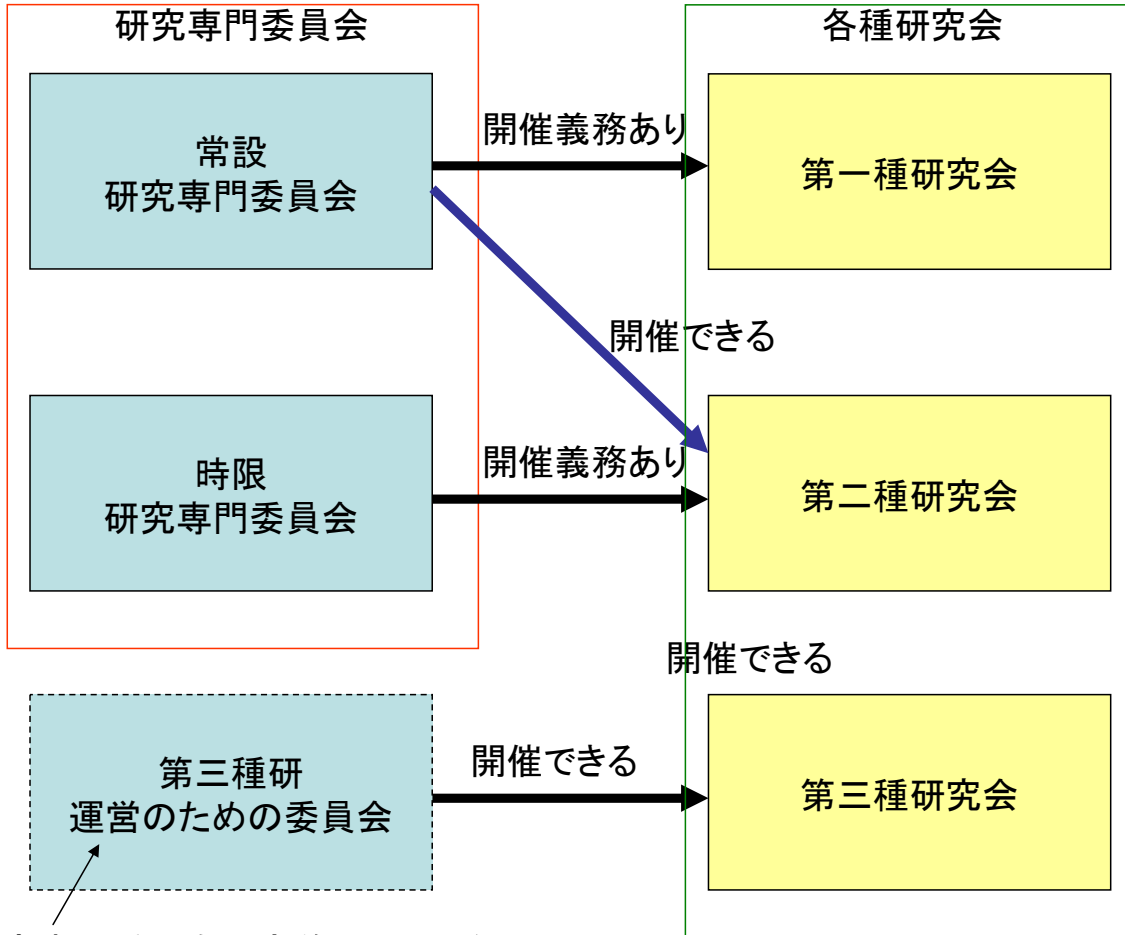 研究専門委員会
各種研究会
常設
研究専門委員会
開催義務あり
第一種研究会
開催できる
時限
研究専門委員会
開催義務あり
第二種研究会
開催できる
第三種研
運営のための委員会
開催できる
第三種研究会